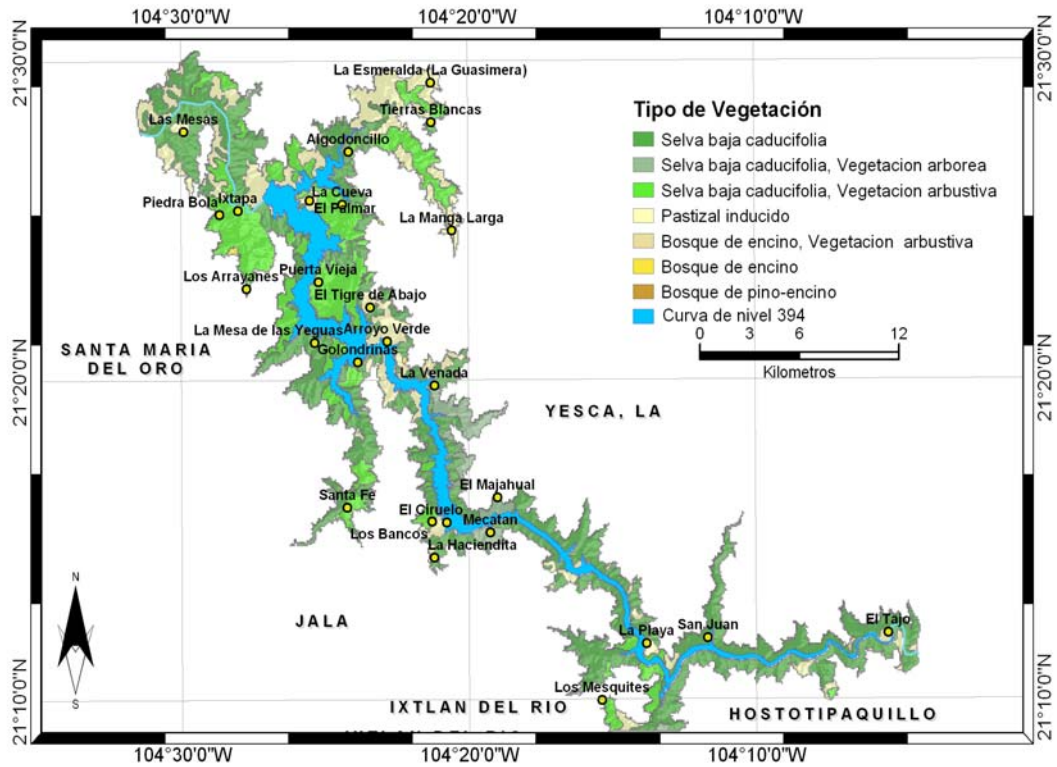 104°30'0"W 104°20'0"W 104°10'0"W
21°30'0"N
21°30'0"N
La Esmeralda (La Guasimera)
Tierras Blancas
Las Mesas
Algodoncillo
Tipo de Vegetación
Selva baja caducifolia
Selva baja caducifolia, Vegetacion arborea
Selva baja caducifolia, Vegetacion arbustiva
Pastizal inducido
Bosque de encino, Vegetacion arbustiva
Bosque de encino
Bosque de pino-encino
Curva de nivel 394
0 3 6 12
Kilometros
Piedra Bola
Ixtapa
La Cueva
El Palmar
La Manga Larga
Los Arrayanes
Puerta Vieja
El Tigre de Abajo
La Mesa de las Yeguas
Arroyo Verde
Golondrinas
SANTA MARIA
DEL ORO
21°20'0"N
21°20'0"N
La Venada
YESCA, LA
El Majahual
Santa Fe
El Ciruelo
Mecatan
Los Bancos
La Haciendita
JALA
N
S
La Playa
San Juan
El Tajo
Los Mesquites
IXTLAN DEL RIO
HOSTOTIPAQUILLO
21°10'0"N
21°10'0"N
104°30'0"W 104°20'0"W 104°10'0"W